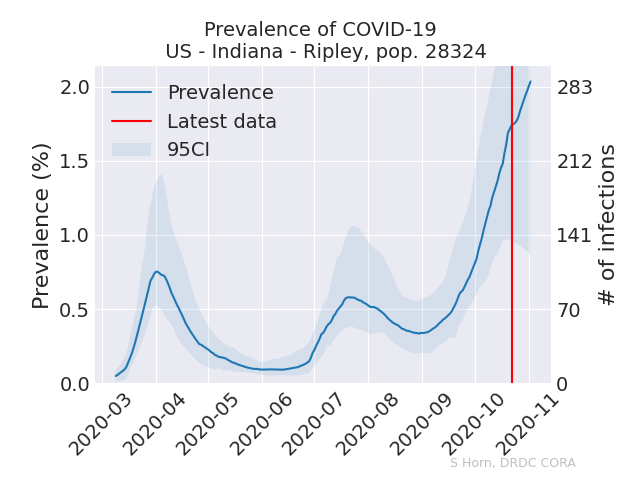 Prevalence of COVID-19
US - Indiana - Ripley, pop. 28324
Prevalence
Latest data
95CI
Prevalence (%)
2.0
1.5
1.0
0.5
0.0
283
212
141
70
0
# of infections
2020-03
2020-04
2020-05
2020-06
2020-07
2020-08
2020-09
2020-10
2020-11
S Horn, DRDC CORA